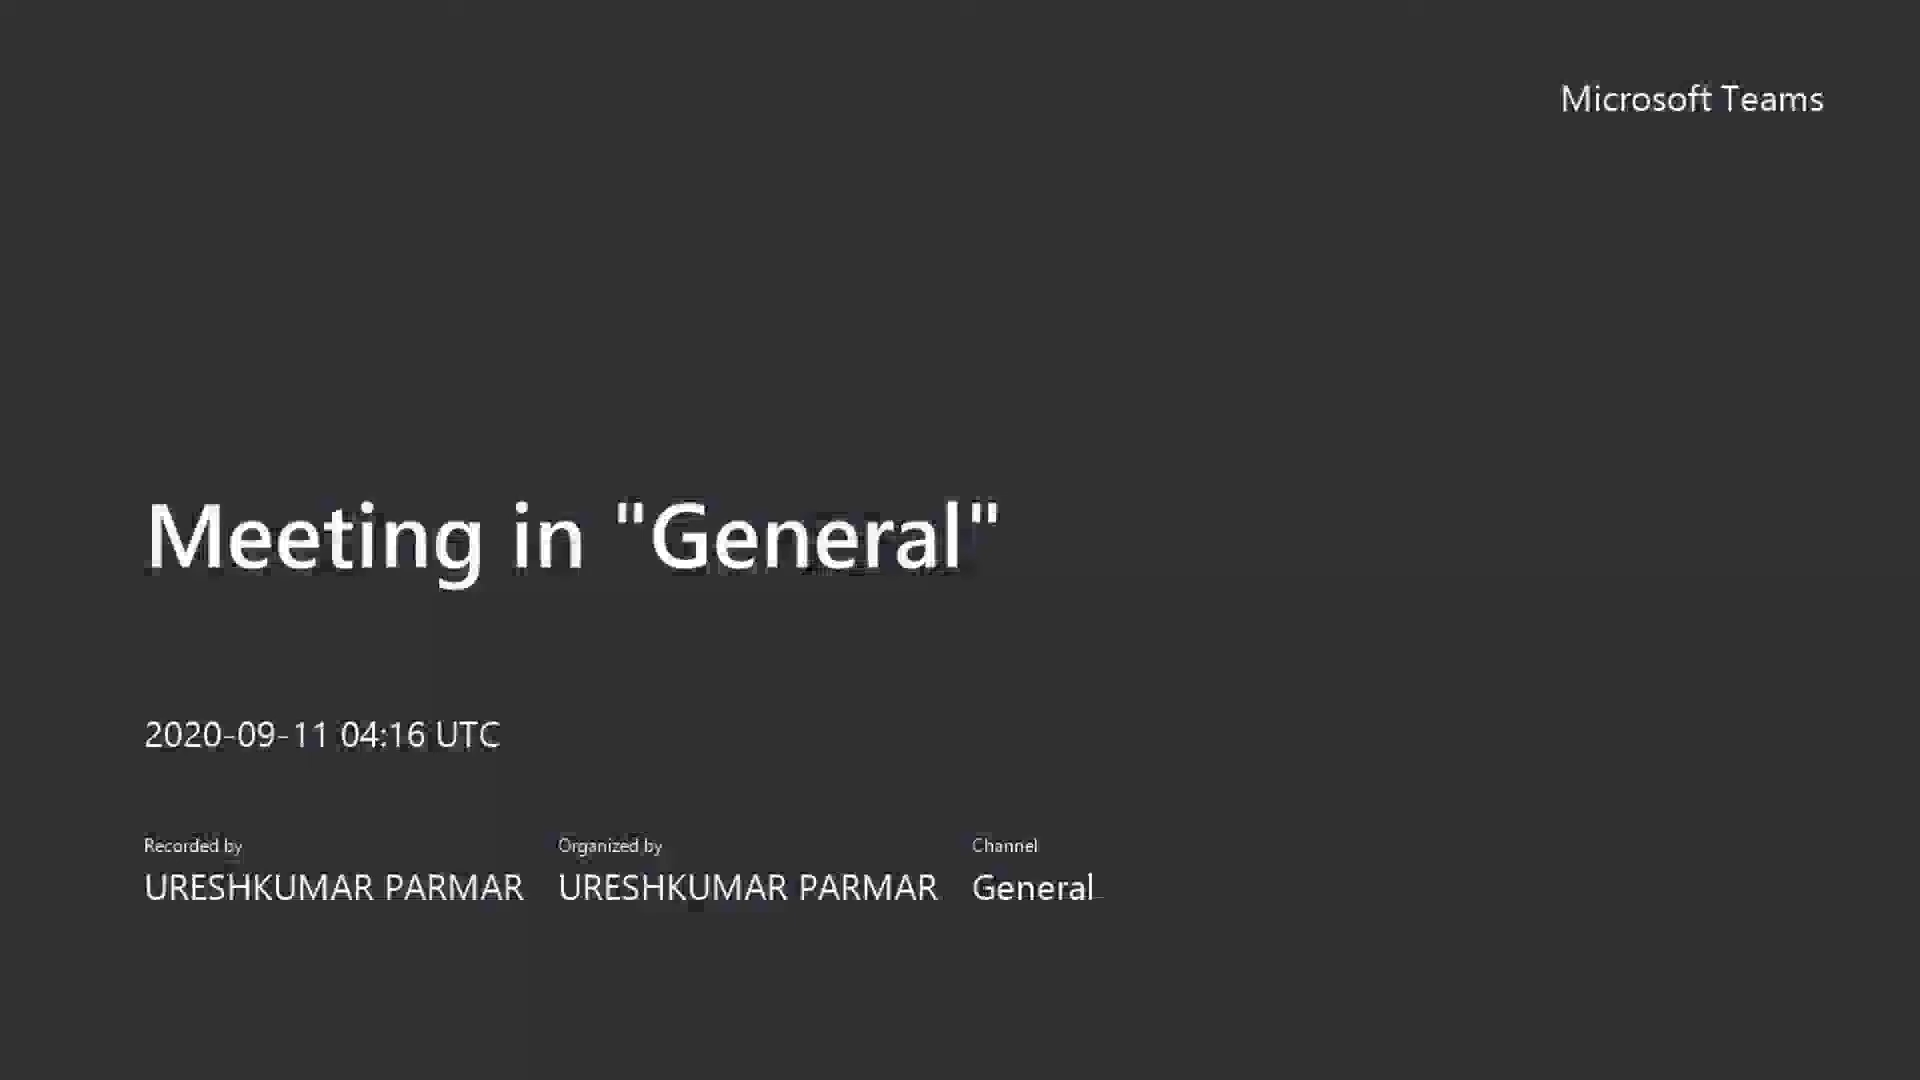 Microsoft Teams
Meeting in "General"
2020-09-11 04:16 UTC
Recorded by Organized by Channel
URESHKUMAR PARMAR URESHKUMAR PARMAR General